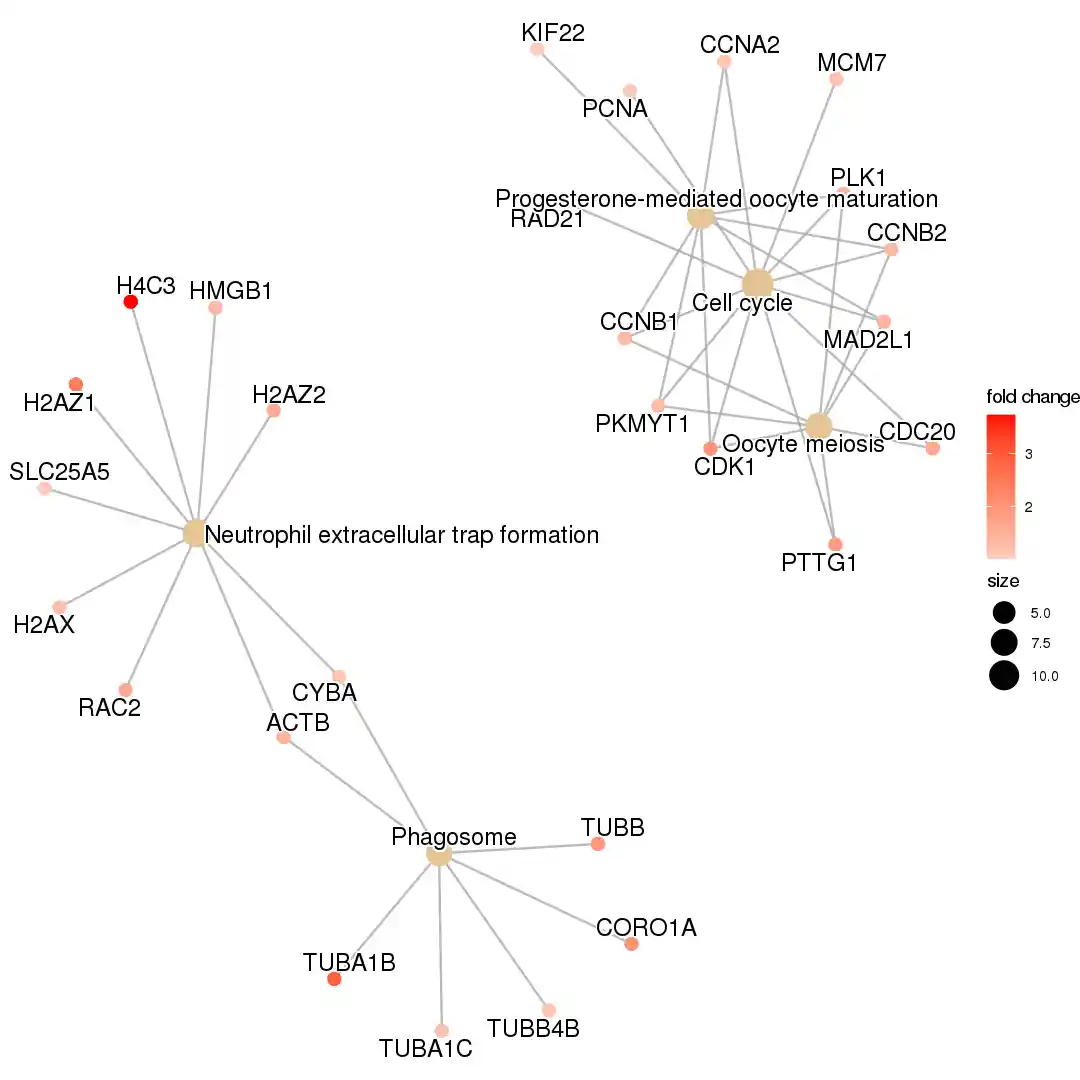 KIF22
CCNA2
MCM7
PCNA
PLK1
Progesterone-mediated oocyte maturation
RAD21
CCNB2
H4C3
HMGB1
Cell cycle
CCNB1
MAD2L1
H2AZ1
H2AZ2
fold change
PKMYT1
Oocyte meiosis
CDC20
3
SLC25A5
CDK1
2
Neutrophil extracellular trap formation
PTTG1
size
5.0
H2AX
7.5
10.0
CYBA
RAC2
ACTB
Phagosome
TUBB
CORO1A
TUBA1B
TUBB4B
TUBA1C